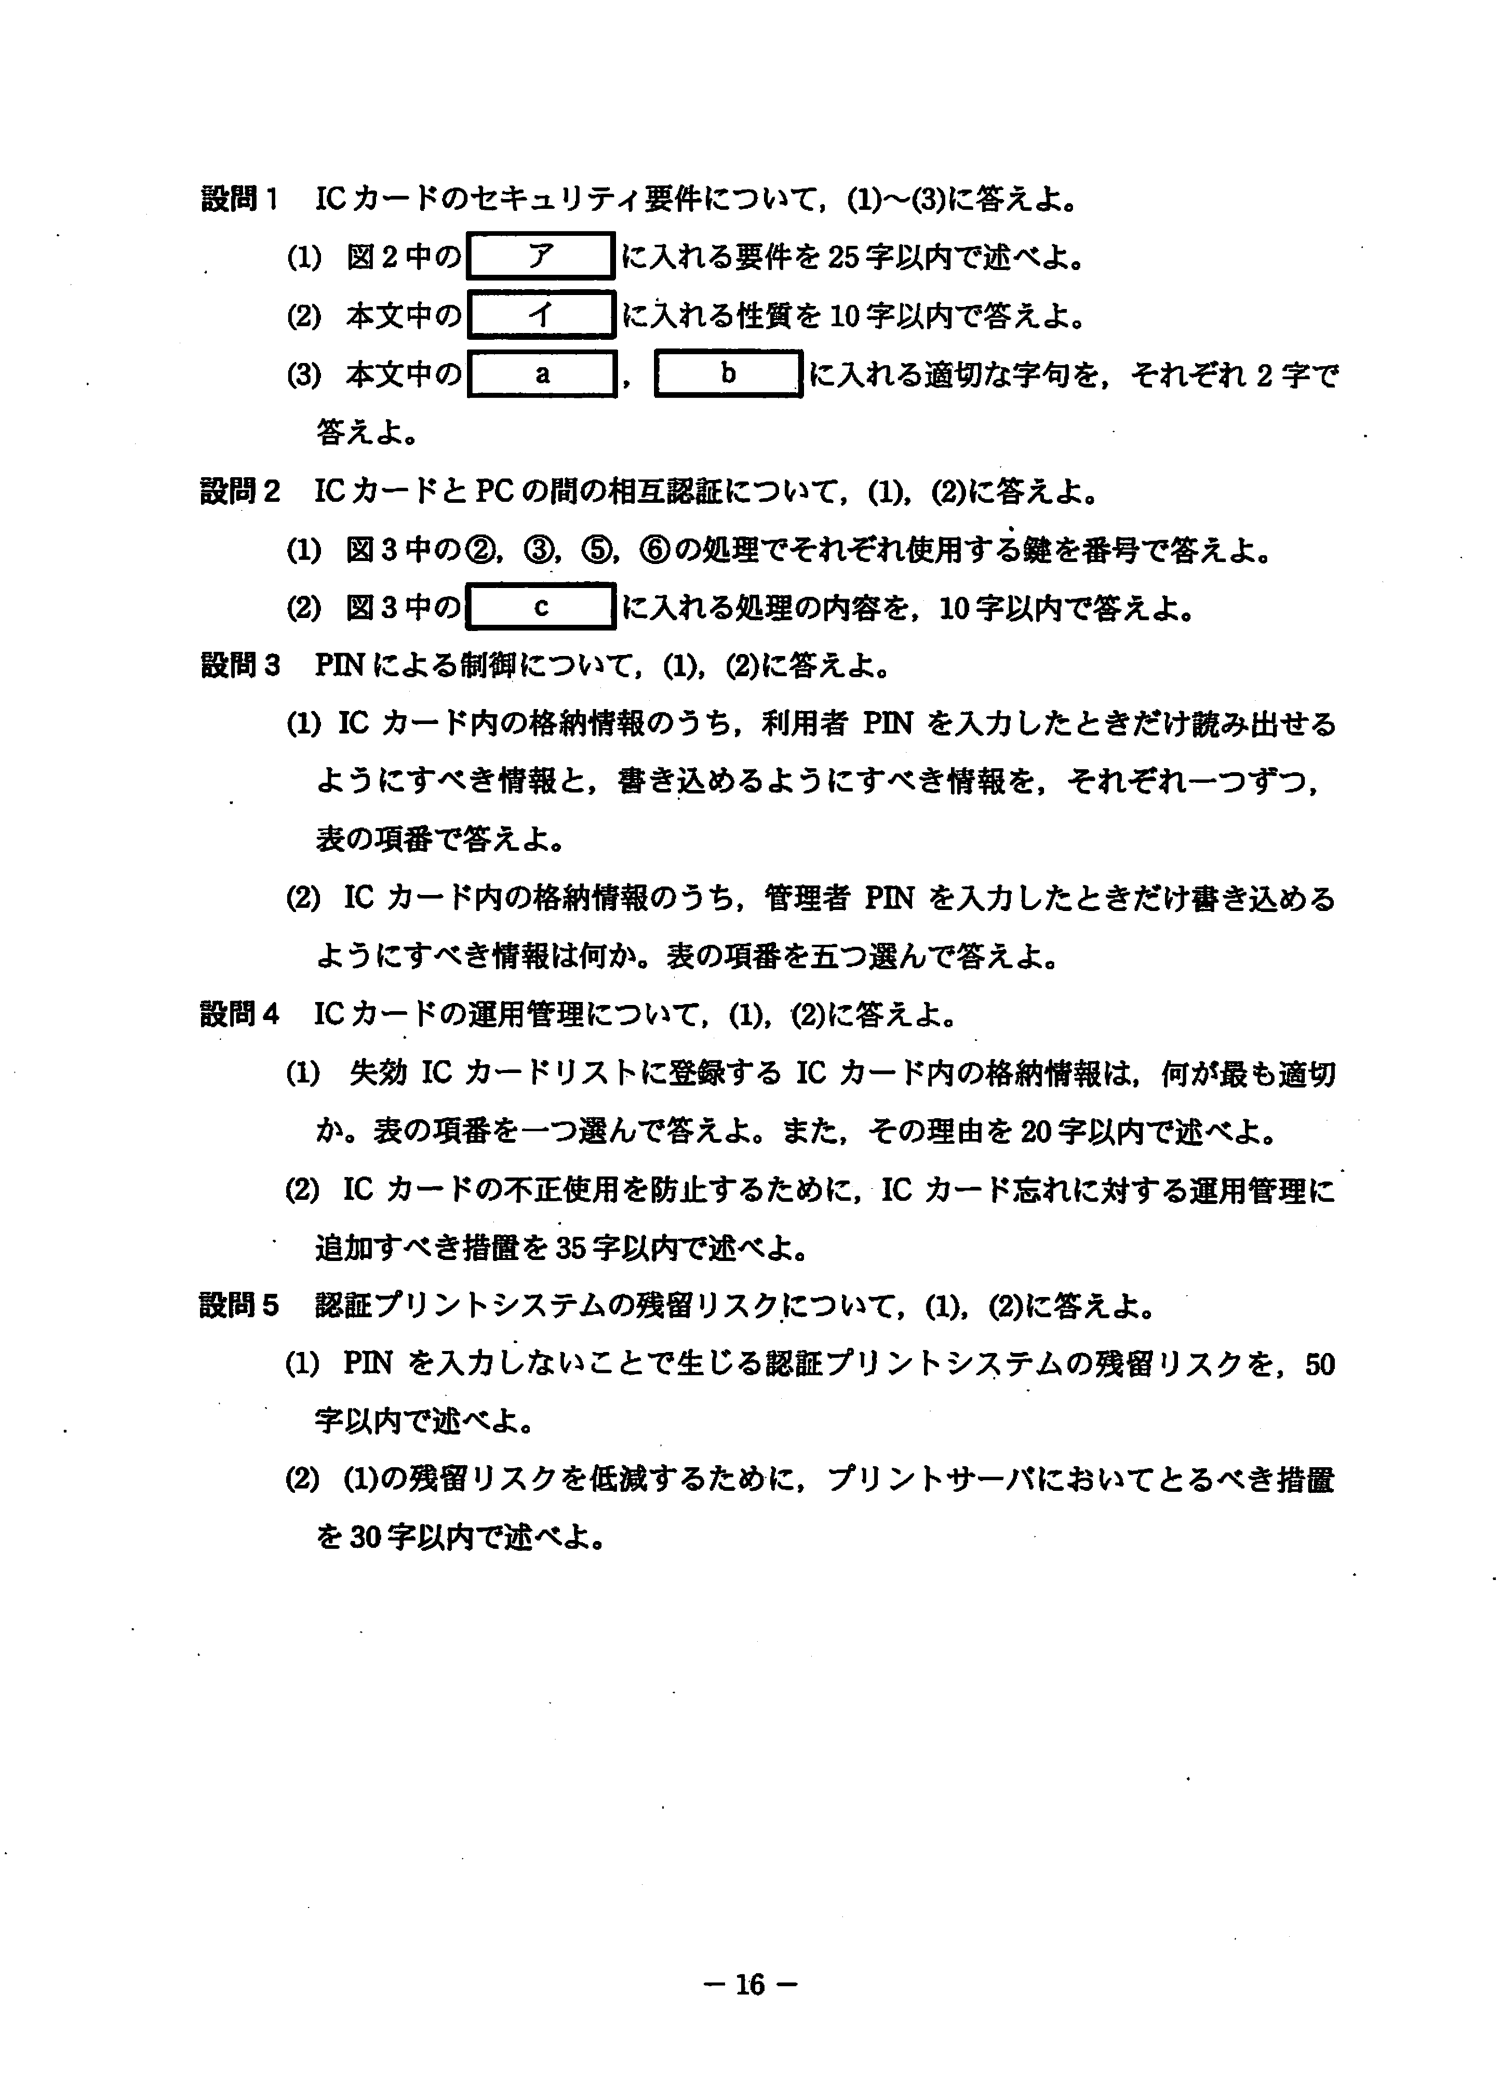 設問1 ICカードのセキュリティ要件について，(1)～(3)に答えよ。
(1) 図2中の ア に入れる要件を25字以内で述べよ。
(2) 本文中の イ に入れる性質を10字以内で答えよ。
(3) 本文中の a ， b に入れる適切な字句を，それぞれ2字で
答えよ。
設問2 ICカードとPCの間の相互認証について，(1)，(2)に答えよ。
(1) 図3中の②，③，⑤，⑥の処理でそれぞれ使用する鍵を番号で答えよ。
(2) 図3中の c に入れる処理の内容を，10字以内で答えよ。
設問3 PINによる制御について，(1)，(2)に答えよ。
(1) ICカード内の格納情報のうち，利用者PINを入力したときだけ読み出せる
ようにすべき情報と，書き込めるようにすべき情報を，それぞれ一つずつ，
表の項番で答えよ。
(2) ICカード内の格納情報のうち，管理者PINを入力したときだけ書き込める
ようにすべき情報は何か。表の項番を五つ選んで答えよ。
設問4 ICカードの運用管理について，(1)，(2)に答えよ。
(1) 失効ICカードリストに登録するICカード内の格納情報は，何が最も適切
か。表の項番を一つ選んで答えよ。また，その理由を20字以内で述べよ。
(2) ICカードの不正使用を防止するために，ICカード忘れに対する運用管理に
追加すべき措置を35字以内で述べよ。
設問5 認証プリントシステムの残留リスクについて，(1)，(2)に答えよ。
(1) PINを入力しないことで生じる認証プリントシステムの残留リスクを，50
字以内で述べよ。
(2) (1)の残留リスクを低減するために，プリントサーバにおいてとるべき措置
を30字以内で述べよ。
－ 16 －